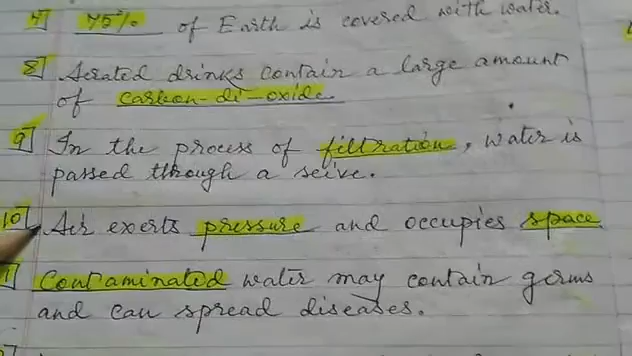 7] 75% of Earth is covered with water.
8] Aerated drinks contain a large amount
of carbon-di-oxide
9] In the process of filtration, water is
passed through a seive.
10] Air exerts pressure and occupies space.
Contaminated water may contain germs
and can spread diseases.